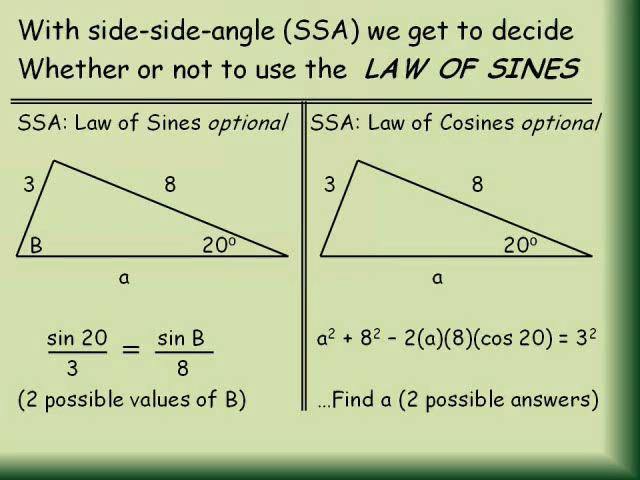 With side-side-angle (SSA) we get to decide
Whether or not to use the LAW OF SINES
SSA: Law of Sines optional
3
8
B
20º
a
sin 20
3
=
sin B
8
(2 possible values of B)
SSA: Law of Cosines optional
3
8
20º
a
a² + 8² – 2(a)(8)(cos 20) = 3²
…Find a (2 possible answers)